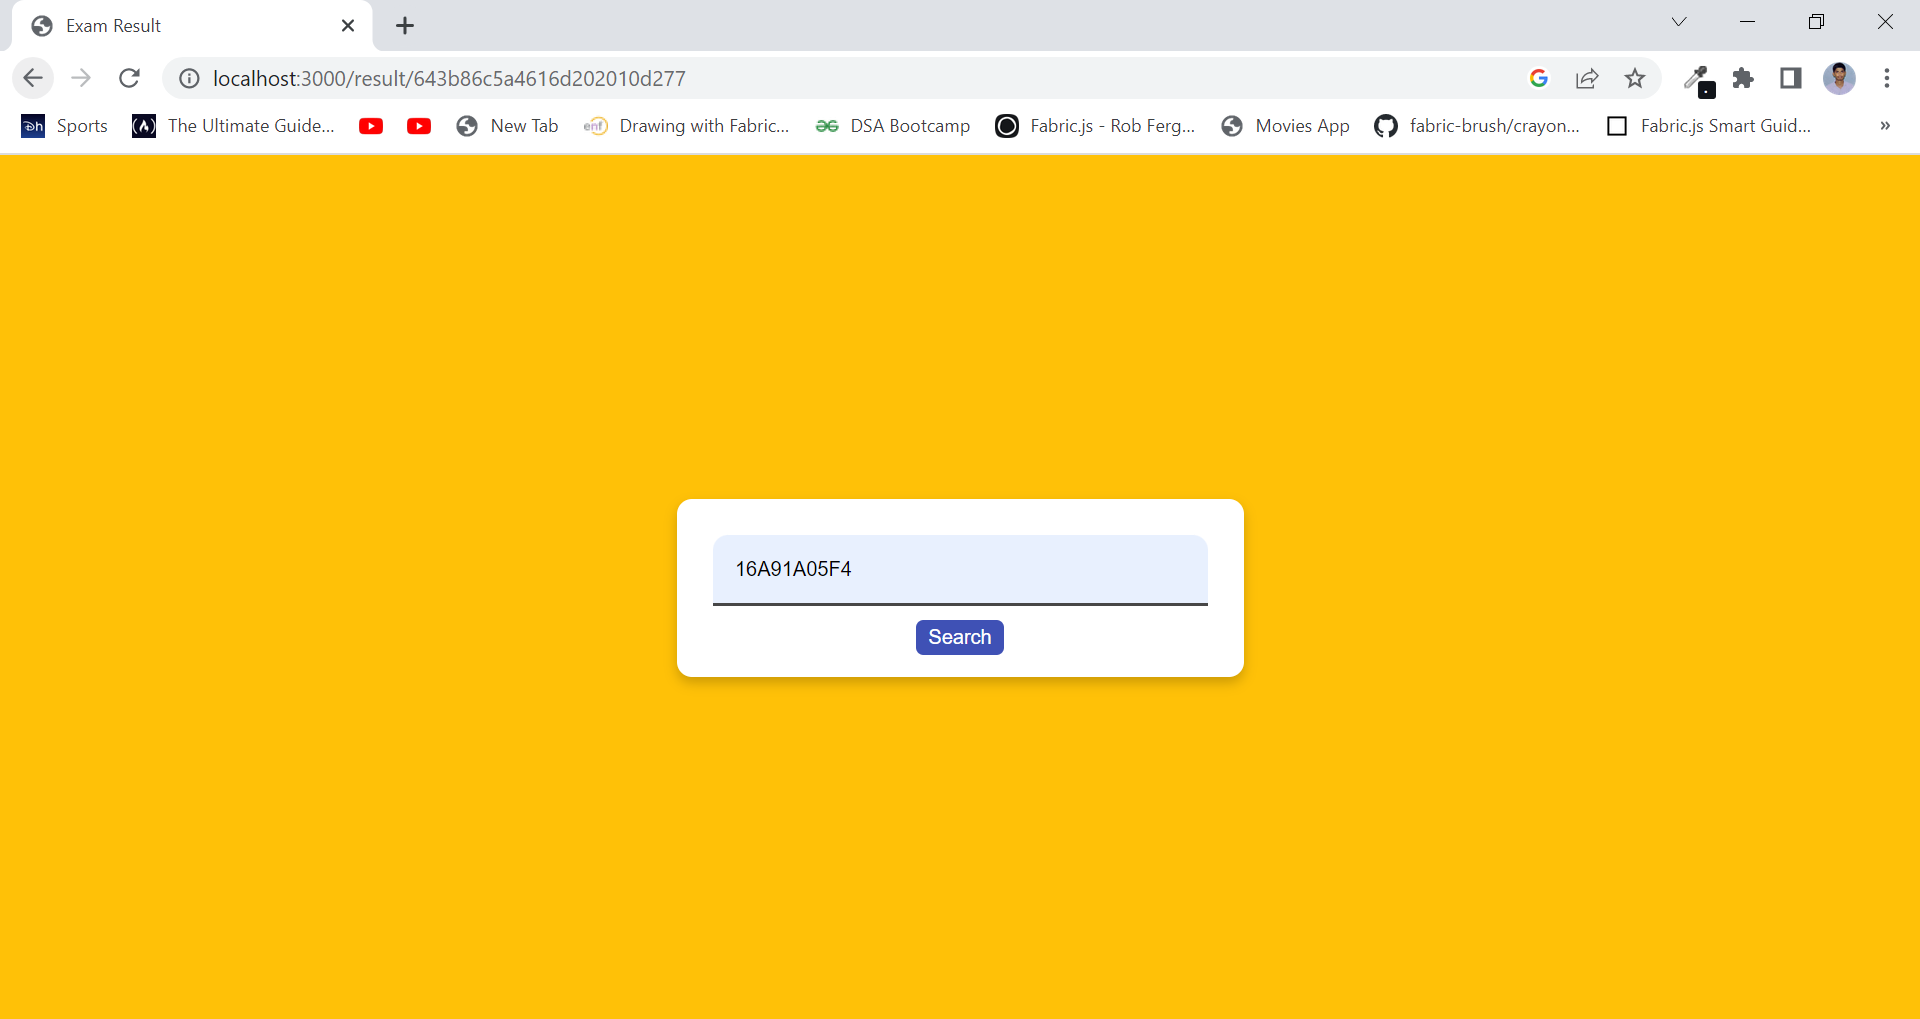 Exam Result
localhost:3000/result/643b86c5a4616d202010d277
Sports The Ultimate Guide... New Tab enf Drawing with Fabric... DSA Bootcamp Fabric.js - Rob Ferg... Movies App fabric-brush/crayon... Fabric.js Smart Guid... »
16A91A05F4
Search